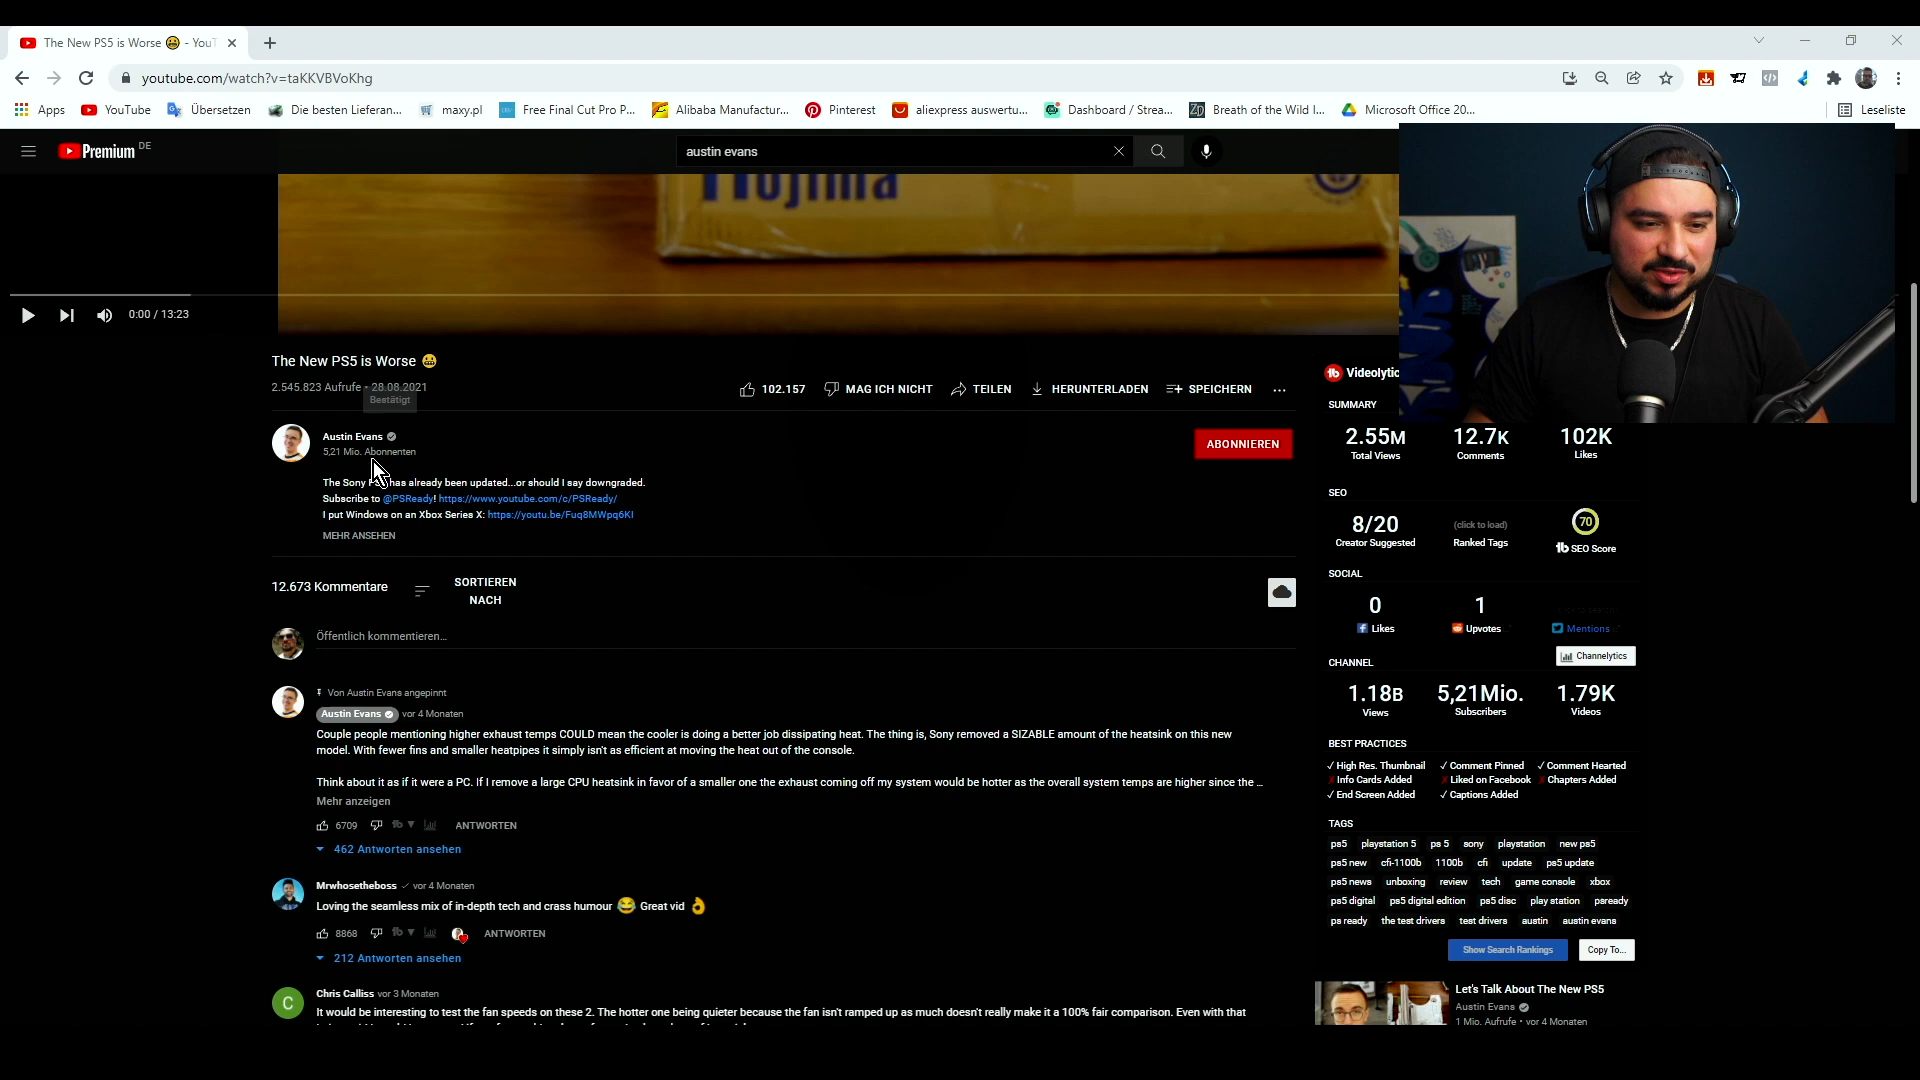 The New PS5 is Worse 😬 - YouT
youtube.com/watch?v=taKKVBVoKhg
Apps YouTube Übersetzen Die besten Lieferan... maxy.pl Free Final Cut Pro P... Alibaba Manufactur... Pinterest aliexpress auswertu... Dashboard / Strea... Breath of the Wild I... Microsoft Office 20... Leseliste
Premium DE
austin evans
Nojima
0:00 / 13:23
The New PS5 is Worse 😬
2.545.823 Aufrufe • 28.08.2021
Bestätigt
102.157 MAG ICH NICHT TEILEN HERUNTERLADEN SPEICHERN ...
Austin Evans
5,21 Mio. Abonnenten
ABONNIEREN
The Sony has already been updated...or should I say downgraded.
Subscribe to @PSReady! https://www.youtube.com/c/PSReady/
I put Windows on an Xbox Series X: https://youtu.be/Fuq8MWpq6KI
MEHR ANSEHEN
12.673 Kommentare
SORTIEREN
NACH
Öffentlich kommentieren...
Von Austin Evans angepinnt
Austin Evans vor 4 Monaten
Couple people mentioning higher exhaust temps COULD mean the cooler is doing a better job dissipating heat. The thing is, Sony removed a SIZABLE amount of the heatsink on this new
model. With fewer fins and smaller heatpipes it simply isn't as efficient at moving the heat out of the console.
Think about it as if it were a PC. If I remove a large CPU heatsink in favor of a smaller one the exhaust coming off my system would be hotter as the overall system temps are higher since the ...
Mehr anzeigen
6709 ANTWORTEN
462 Antworten ansehen
Mrwhosetheboss vor 4 Monaten
Loving the seamless mix of in-depth tech and crass humour 😂 Great vid 👌
8868 ANTWORTEN
212 Antworten ansehen
C
Chris Calliss vor 3 Monaten
It would be interesting to test the fan speeds on these 2. The hotter one being quieter because the fan isn't ramped up as much doesn't really make it a 100% fair comparison. Even with that
tb Videolytic
SUMMARY
2.55M 12.7K 102K
Total Views Comments Likes
SEO
8/20 (click to load) 70
Creator Suggested Ranked Tags tb SEO Score
SOCIAL
0 1
Likes Upvotes Mentions
Channelytics
CHANNEL
1.18B 5,21Mio. 1.79K
Views Subscribers Videos
BEST PRACTICES
✓ High Res. Thumbnail ✓ Comment Pinned ✓ Comment Hearted
Info Cards Added Liked on Facebook Chapters Added
✓ End Screen Added ✓ Captions Added
TAGS
ps5 playstation 5 ps 5 sony playstation new ps5
ps5 new cfi-1100b 1100b cfi update ps5 update
ps5 news unboxing review tech game console xbox
ps5 digital ps5 digital edition ps5 disc play station psready
ps ready the test drivers test drivers austin austin evans
Show Search Rankings Copy To...
Let's Talk About The New PS5
Austin Evans
1 Mio. Aufrufe • vor 4 Monaten